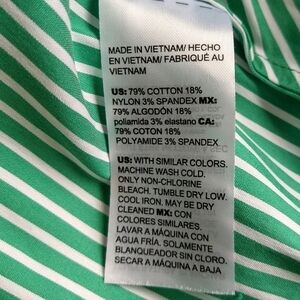 MADE IN VIETNAM/ HECHO
EN VIETNAM/ FABRIQUÉ AU
VIETNAM
US: 79% COTTON 18%
NYLON 3% SPANDEX MX:
79% ALGODÓN 18%
poliamida 3% elastano CA:
79% COTON 18%
POLYAMIDE 3% SPANDEX
US: WITH SIMILAR COLORS.
MACHINE WASH COLD.
ONLY NON-CHLORINE
BLEACH. TUMBLE DRY LOW.
COOL IRON. MAY BE DRY
CLEANED MX: CON
COLORES SIMILARES.
LAVAR A MÁQUINA CON
AGUA FRÍA. SOLAMENTE
BLANQUEADOR SIN CLORO.
SECAR A MÁQUINA A BAJA